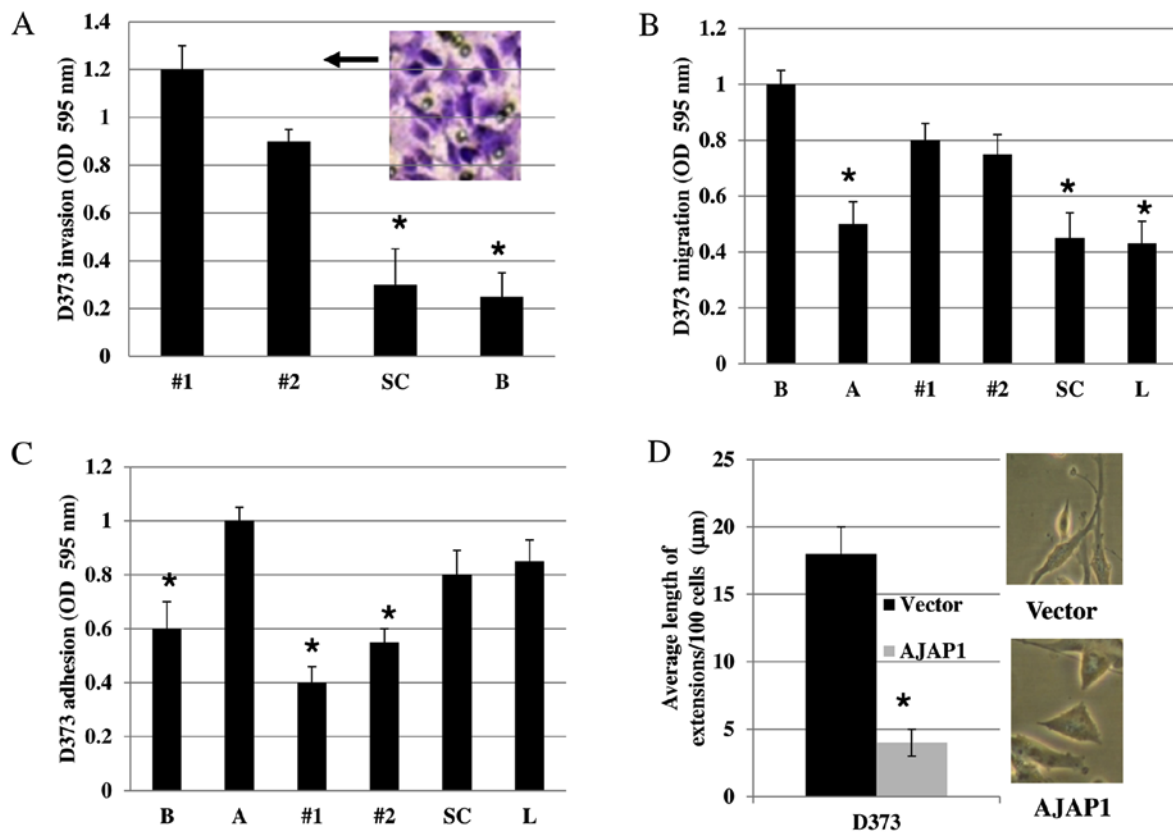 A
D373 invasion (OD 595 nm)
1.4
1.2
1
0.8
0.6
0.4
0.2
0
*
*
#1 #2 SC B
B
D373 migration (OD 595 nm)
1.2
1
0.8
0.6
0.4
0.2
0
*
*
*
B A #1 #2 SC L
C
D373 adhesion (OD 595 nm)
1.2
1
0.8
0.6
0.4
0.2
0
*
*
*
B A #1 #2 SC L
D
Average length of
extensions/100 cells (μm)
25
20
15
10
5
0
Vector
AJAP1
*
D373
Vector
AJAP1